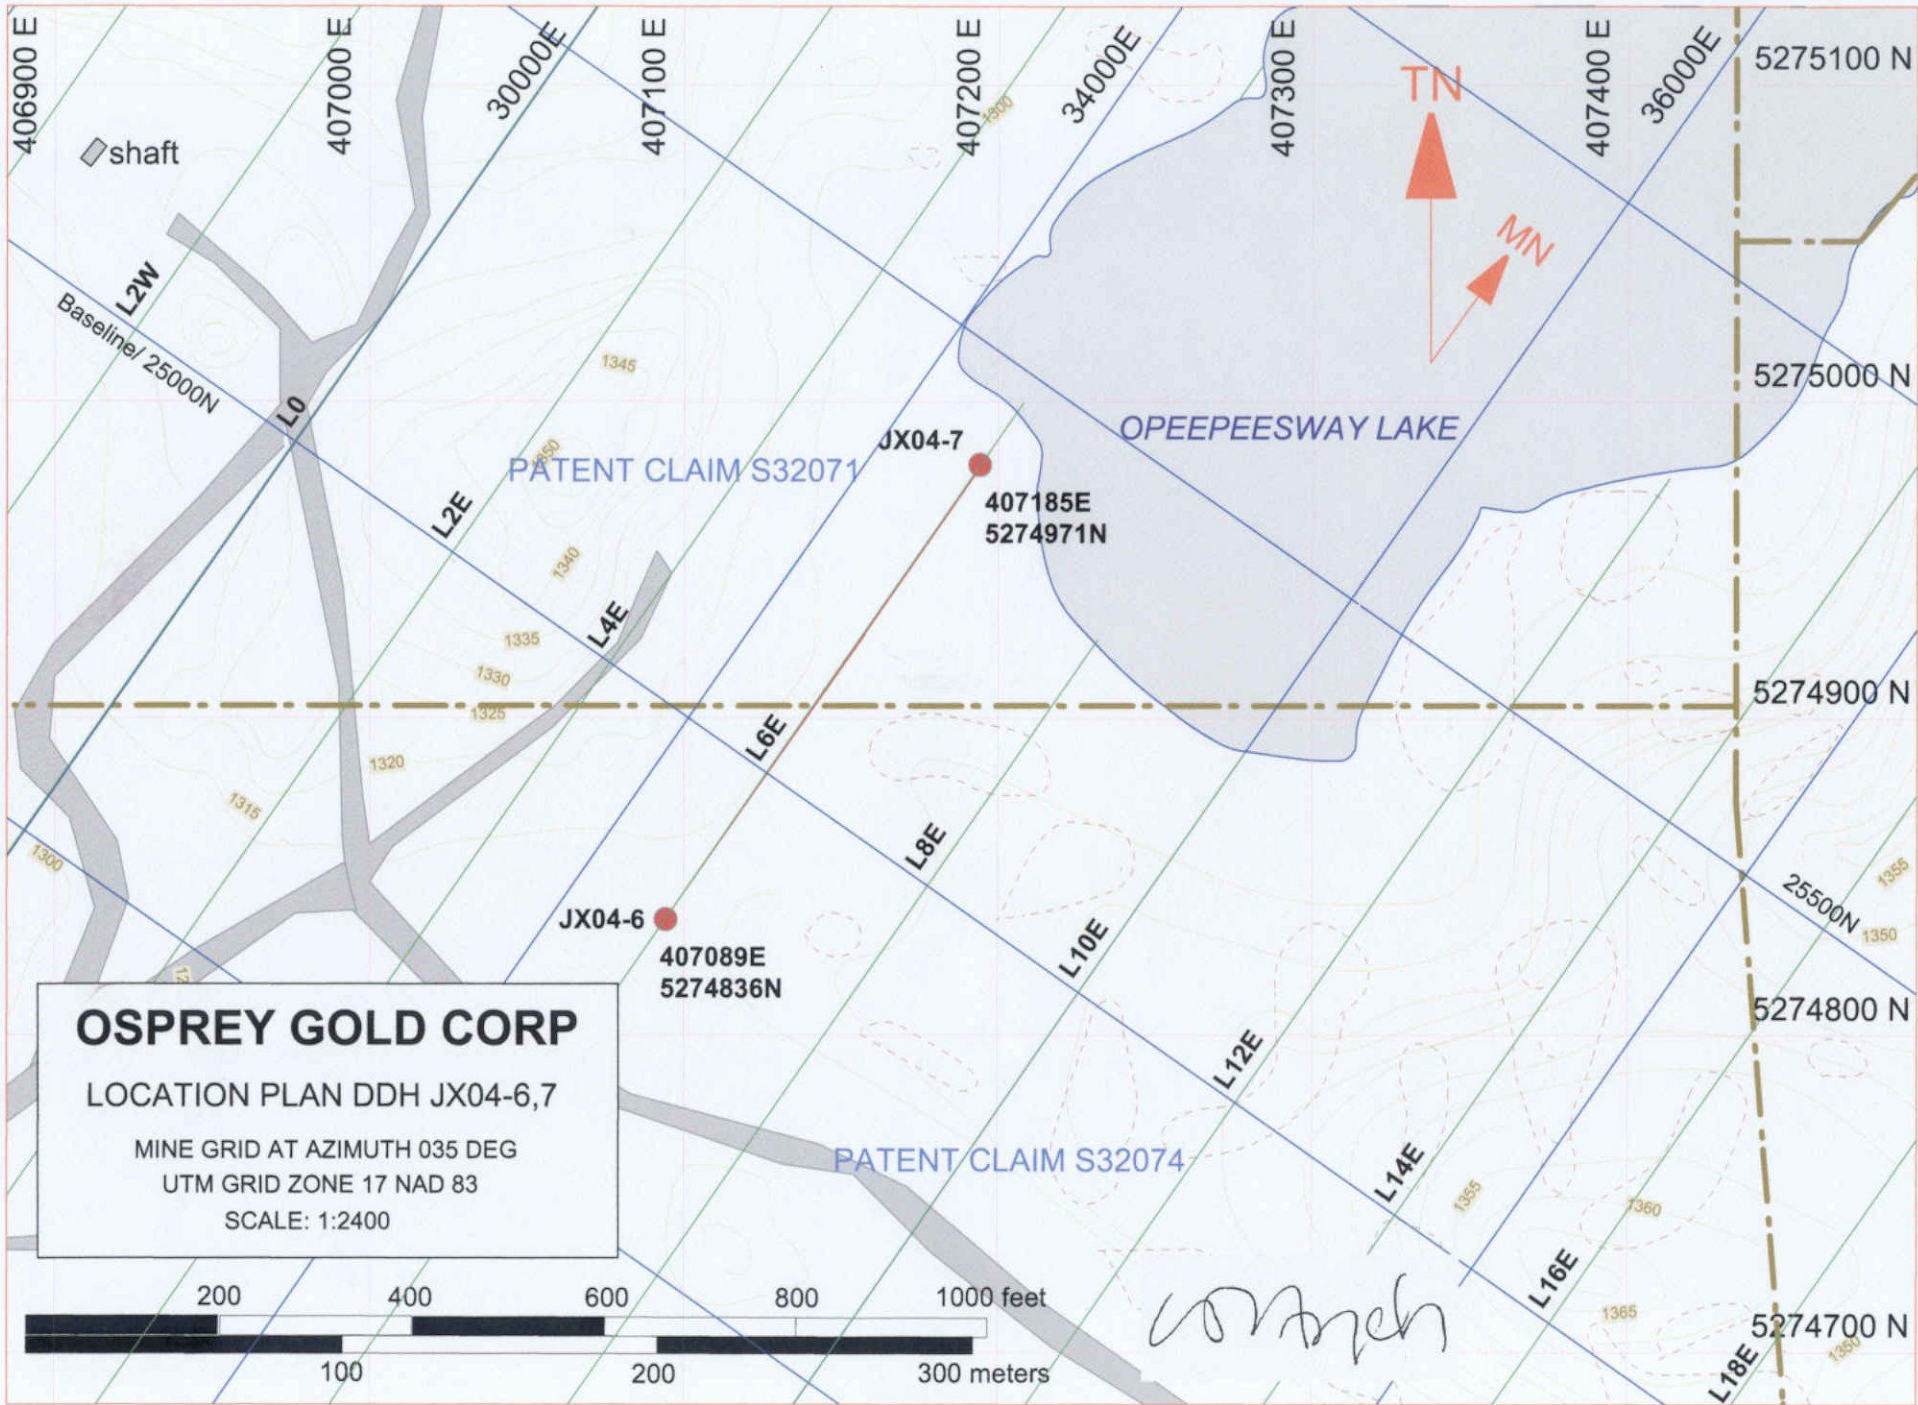 406900 E
407000 E
30000E
407100 E
407200 E
34000E
407300 E
407400 E
36000E
5275100 N
shaft
TN
MN
1300
L2W
Baseline/ 25000N
L0
1345
5275000 N
OPEEPEESWAY LAKE
JX04-7
1350
PATENT CLAIM S32071
407185E
5274971N
L2E
1340
L4E
1335
1330
1325
5274900 N
L6E
1320
1315
1300
L8E
1355
25500N
1350
JX04-6
407089E
5274836N
L10E
5274800 N
OSPREY GOLD CORP
LOCATION PLAN DDH JX04-6,7
MINE GRID AT AZIMUTH 035 DEG
UTM GRID ZONE 17 NAD 83
SCALE: 1:2400
L12E
PATENT CLAIM S32074
L14E
1355
1360
L16E
1365
5274700 N
1350
L18E
200 400 600 800 1000 feet
100 200 300 meters